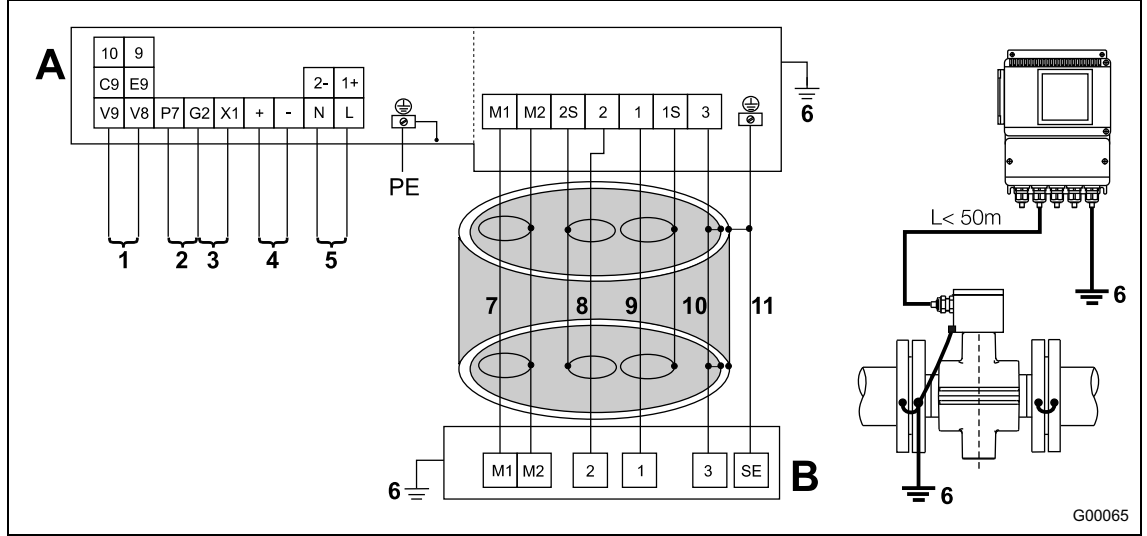 A
10 9
C9 E9 2- 1+
V9 V8 P7 G2 X1 + - N L
PE
1 2 3 4 5
M1 M2 2S 2 1 1S 3
6
7 8 9 10 11
M1 M2 2 1 3 SE
6
B
L< 50m
6
6
G00065